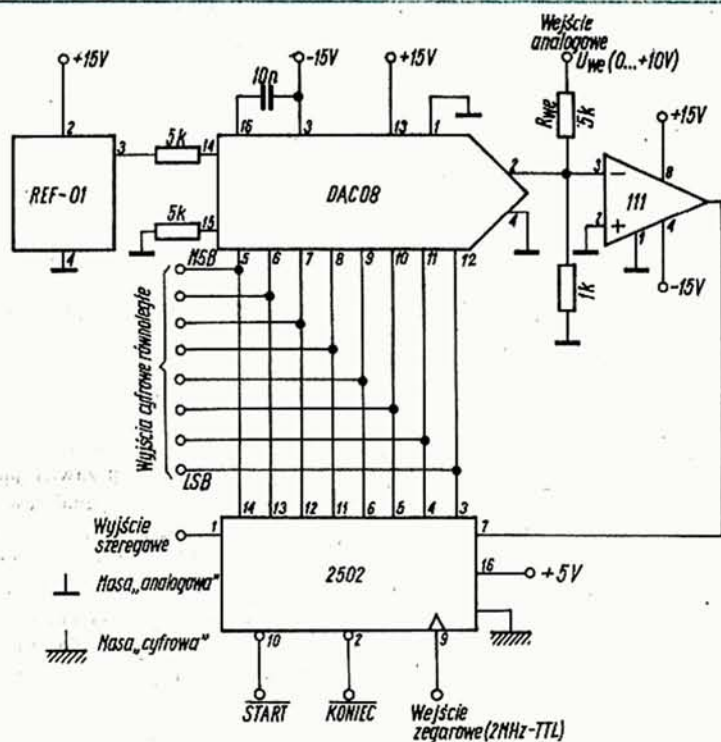 Wejście
analogowe
U_we (0...+10V)
+15V
-15V
+15V
10n
R_we
5k
+15V
2
16
3
13
1
3
5k
14
2
3
8
REF-01
DAC08
111
4
5k
15
4
2
1
4
-15V
MSB
5
6
7
8
9
10
11
12
1k
Wyjścia cyfrowe równoległe
LSB
14
13
12
11
6
5
4
3
Wyjście
szeregowe
1
7
2502
16
+5V
Masa „analogowa"
Masa „cyfrowa"
10
2
9
START
KONIEC
Wejście
zegarowe (2MHz-TTL)